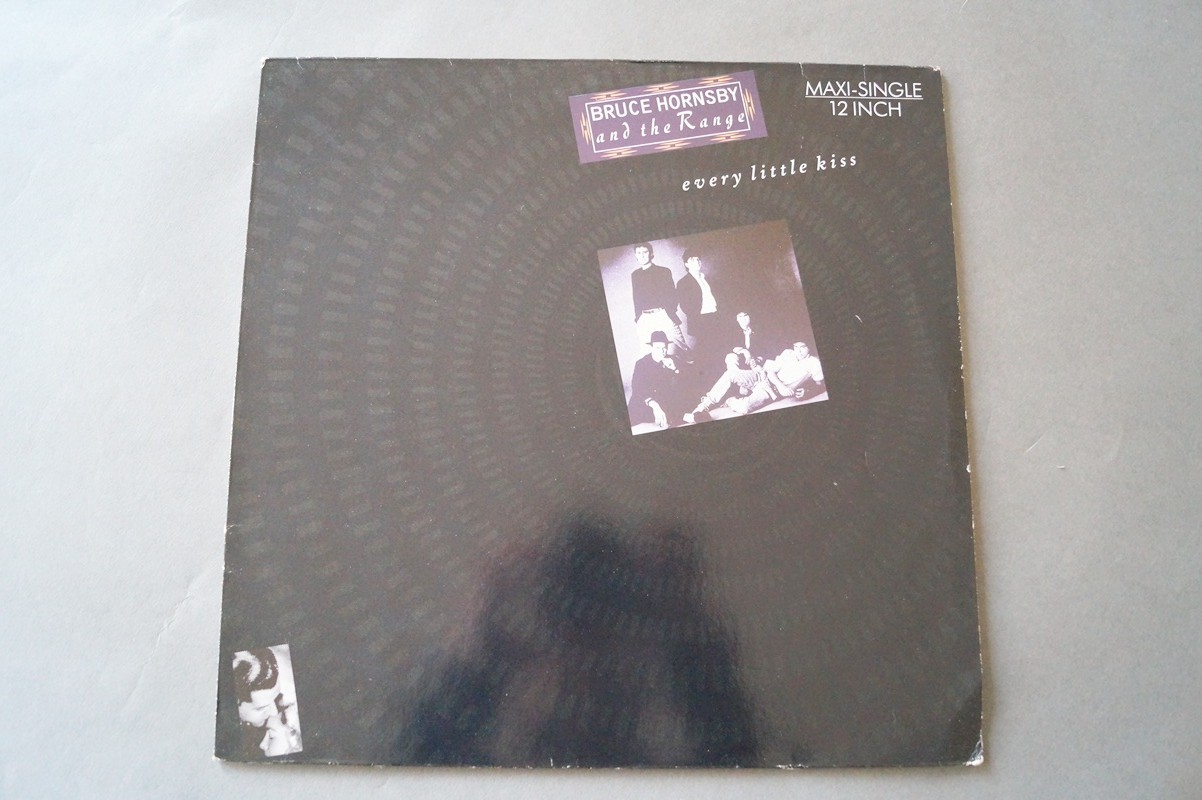 BRUCE HORNSBY
and the Range
MAXI-SINGLE
12 INCH
every little kiss